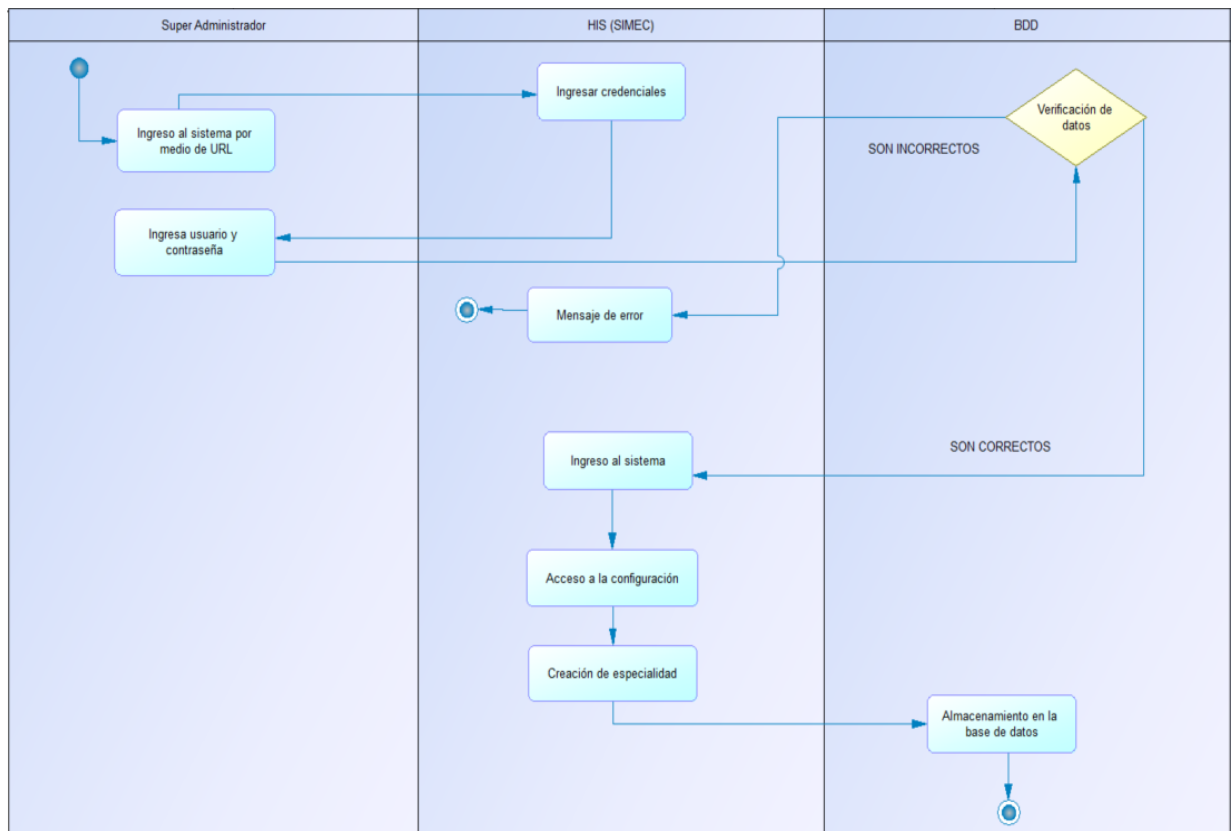 Super Administrador
HIS (SIMEC)
BDD
Ingreso al sistema por
medio de URL
Ingresar credenciales
Verificación de
datos
SON INCORRECTOS
Ingresa usuario y
contraseña
Mensaje de error
SON CORRECTOS
Ingreso al sistema
Acceso a la configuración
Creación de especialidad
Almacenamiento en la
base de datos